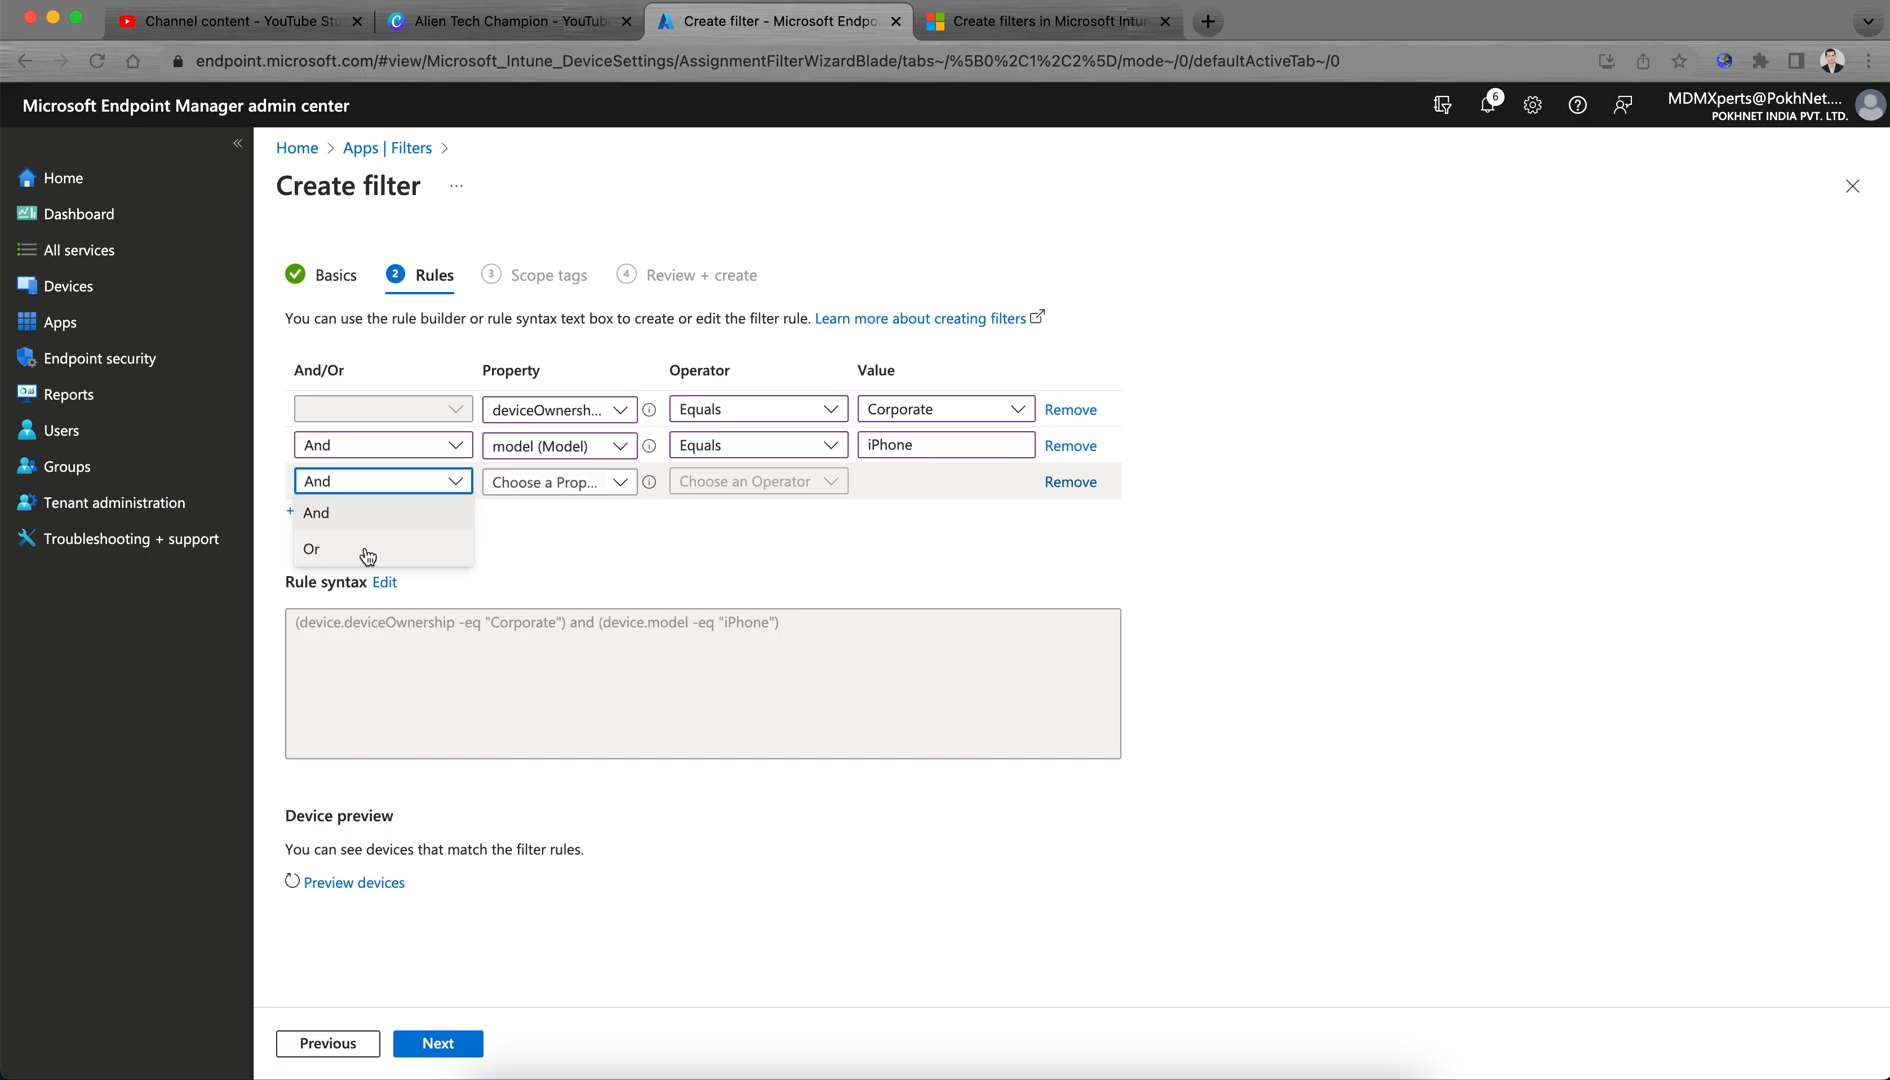 Channel content - YouTube Stu
Alien Tech Champion - YouTube
Create filter - Microsoft Endpoi
Create filters in Microsoft Intun
endpoint.microsoft.com/#view/Microsoft_Intune_DeviceSettings/AssignmentFilterWizardBlade/tabs~/%5B0%2C1%2C2%5D/mode~/0/defaultActiveTab~/0
Microsoft Endpoint Manager admin center
6
MDMXperts@PokhNet....
POKHNET INDIA PVT. LTD.
Home
Dashboard
All services
Devices
Apps
Endpoint security
Reports
Users
Groups
Tenant administration
Troubleshooting + support
Home > Apps | Filters >
Create filter ...
Basics
2 Rules
3 Scope tags
4 Review + create
You can use the rule builder or rule syntax text box to create or edit the filter rule. Learn more about creating filters
And/Or Property Operator Value
deviceOwnersh... Equals Corporate Remove
And model (Model) Equals iPhone Remove
And Choose a Prop... Choose an Operator Remove
+
And
Or
Rule syntax Edit
(device.deviceOwnership -eq "Corporate") and (device.model -eq "iPhone")
Device preview
You can see devices that match the filter rules.
Preview devices
Previous Next